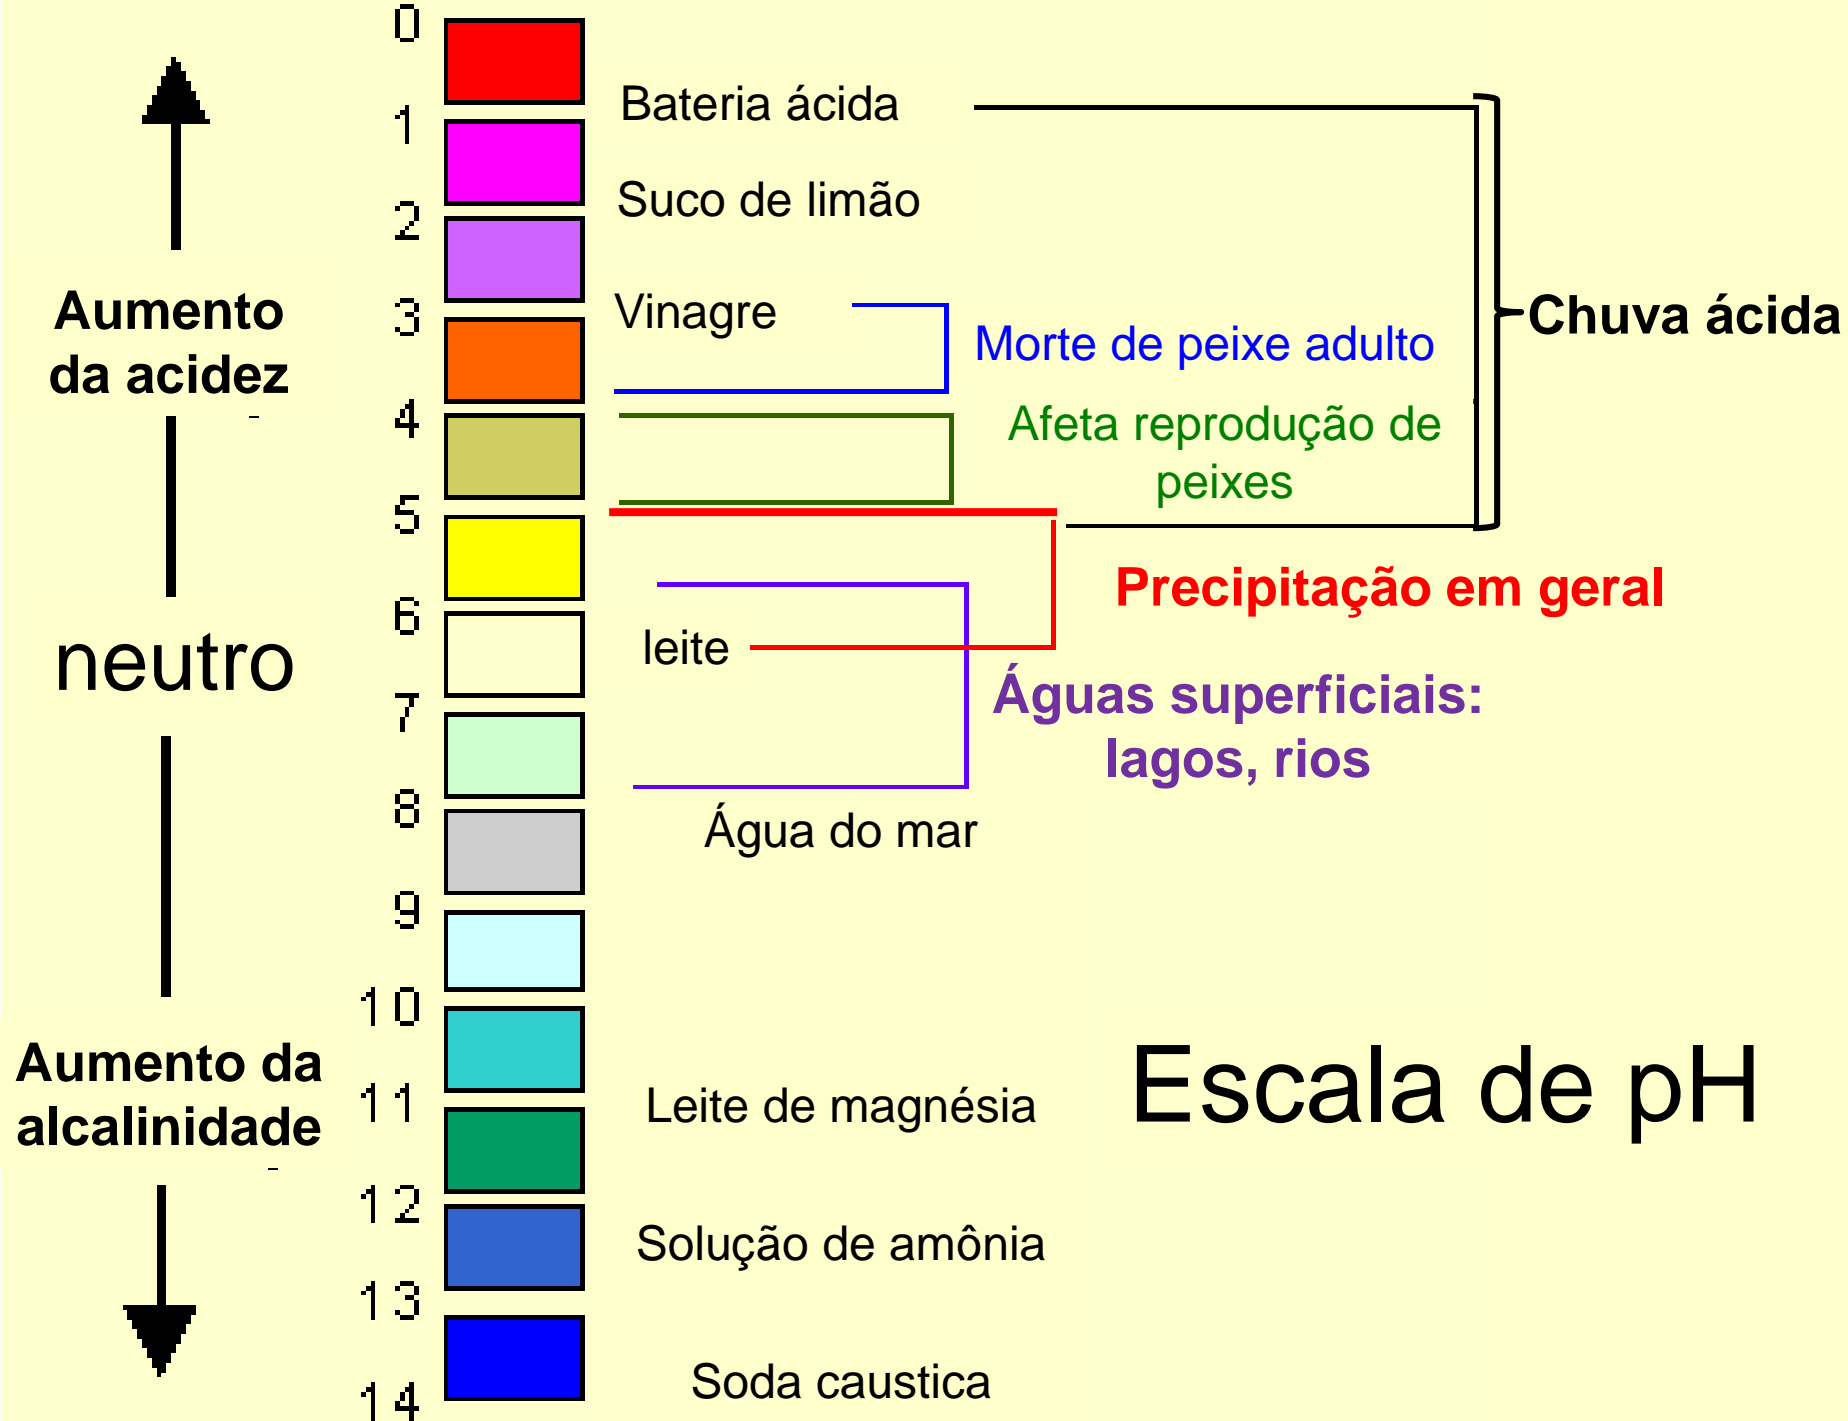 0
1
Bateria ácida
2
Suco de limão
3
Vinagre
Aumento
da acidez
Morte de peixe adulto
Chuva ácida
4
Afeta reprodução de
peixes
5
Precipitação em geral
6
neutro
leite
7
Águas superficiais:
lagos, rios
8
Água do mar
9
10
Aumento da
alcalinidade
11
Leite de magnésia
Escala de pH
12
Solução de amônia
13
Soda caustica
14